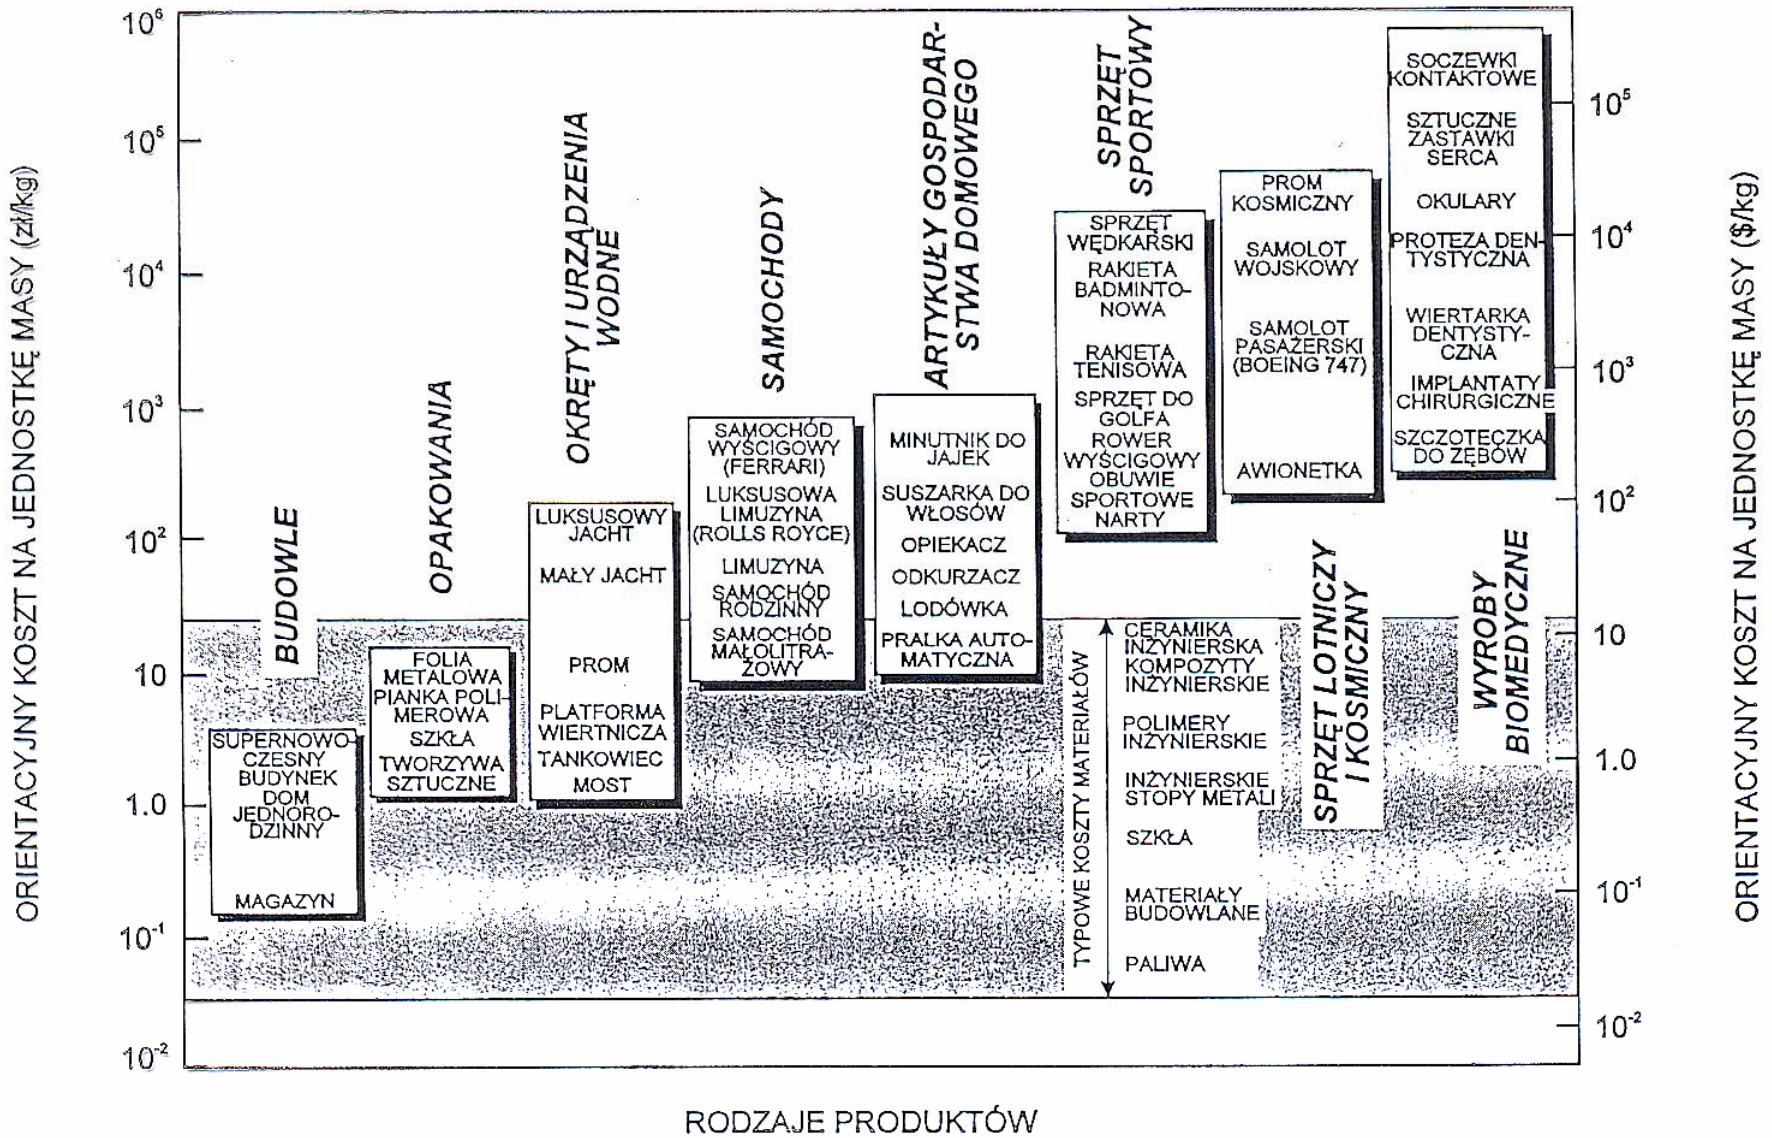 ORIENTACYJNY KOSZT NA JEDNOSTKĘ MASY (zł/kg)
10⁶
10⁵
10⁴
10³
10²
10
1.0
10⁻¹
10⁻²
BUDOWLE
SUPERNOWO-
CZESNY
BUDYNEK
DOM
JEDNORO-
DZINNY
MAGAZYN
OPAKOWANIA
FOLIA
METALOWA
PIANKA POLI-
MEROWA
SZKŁA
TWORZYWA
SZTUCZNE
OKRĘTY I URZĄDZENIA
WODNE
LUKSUSOWY
JACHT
MAŁY JACHT
PROM
PLATFORMA
WIERTNICZA
TANKOWIEC
MOST
SAMOCHODY
SAMOCHÓD
WYŚCIGOWY
(FERRARI)
LUKSUSOWA
LIMUZYNA
(ROLLS ROYCE)
LIMUZYNA
SAMOCHÓD
RODZINNY
SAMOCHÓD
MAŁOLITRA-
ŻOWY
ARTYKUŁY GOSPODAR-
STWA DOMOWEGO
MINUTNIK DO
JAJEK
SUSZARKA DO
WŁOSÓW
OPIEKACZ
ODKURZACZ
LODÓWKA
PRALKA AUTO-
MATYCZNA
SPRZĘT
SPORTOWY
SPRZĘT
WĘDKARSKI
RAKIETA
BADMINTO-
NOWA
RAKIETA
TENISOWA
SPRZĘT DO
GOLFA
ROWER
WYŚCIGOWY
OBUWIE
SPORTOWE
NARTY
TYPOWE KOSZTY MATERIAŁÓW
CERAMIKA
INŻYNIERSKA
KOMPOZYTY
INŻYNIERSKIE
POLIMERY
INŻYNIERSKIE
INŻYNIERSKIE
STOPY METALI
SZKŁA
MATERIAŁY
BUDOWLANE
PALIWA
PROM
KOSMICZNY
SAMOLOT
WOJSKOWY
SAMOLOT
PASAŻERSKI
(BOEING 747)
AWIONETKA
SPRZĘT LOTNICZY
I KOSMICZNY
SOCZEWKI
KONTAKTOWE
SZTUCZNE
ZASTAWKI
SERCA
OKULARY
PROTEZA DEN-
TYSTYCZNA
WIERTARKA
DENTYSTY-
CZNA
IMPLANTATY
CHIRURGICZNE
SZCZOTECZKA
DO ZĘBÓW
WYROBY
BIOMEDYCZNE
10⁵
10⁴
10³
10²
10
1.0
10⁻¹
10⁻²
ORIENTACYJNY KOSZT NA JEDNOSTKĘ MASY ($/kg)
RODZAJE PRODUKTÓW